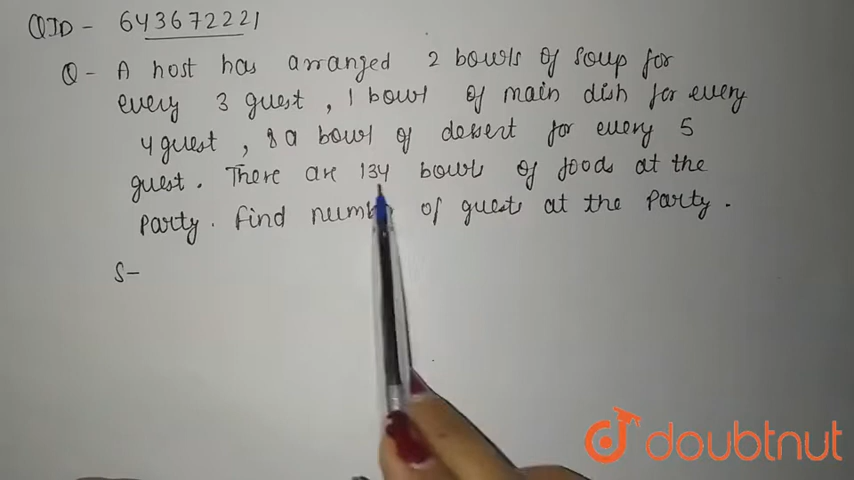 QID - 643672221
Q - A host has arranged 2 bowls of soup for
every 3 guest, 1 bowl of main dish for every
4 guest, & a bowl of dessert for every 5
guest. There are 134 bowls of foods at the
party. find number of guests at the party.
S-
doubtnut